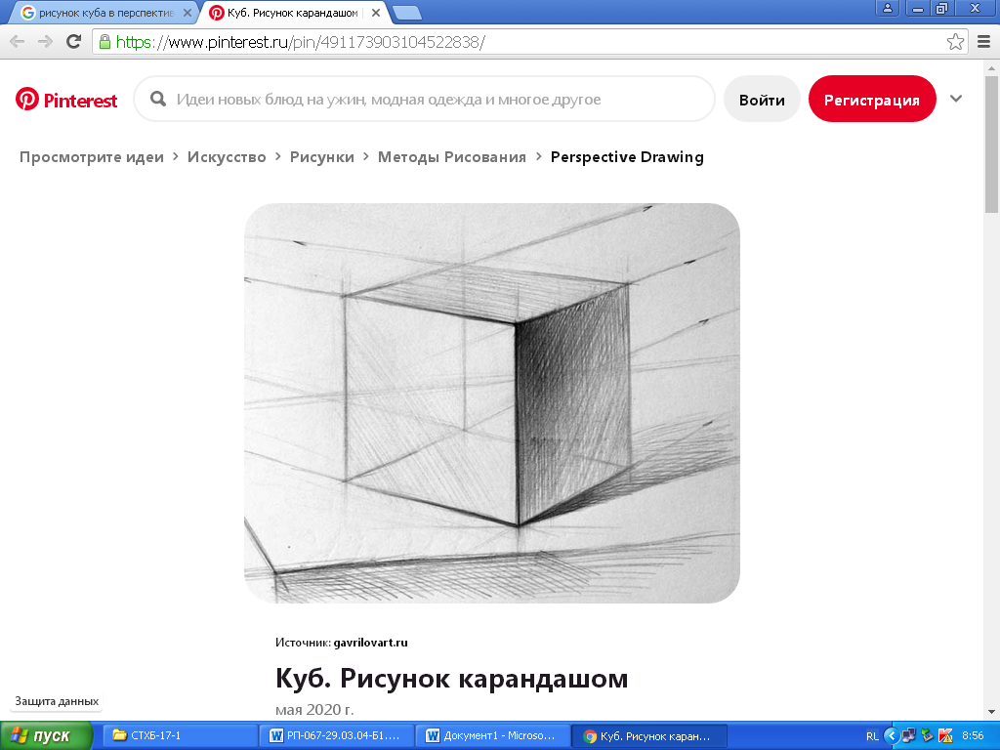 рисунок куба в перспектив
Куб. Рисунок карандашом
https://www.pinterest.ru/pin/491173903104522838/
Pinterest
Идеи новых блюд на ужин, модная одежда и многое другое
Войти
Регистрация
Просмотрите идеи > Искусство > Рисунки > Методы Рисования > Perspective Drawing
Источник: gavrilovart.ru
Куб. Рисунок карандашом
мая 2020 г.
Защита данных
пуск
СТХБ-17-1
РП-067-29.03.04-Б1....
Документ1 - Microso...
Куб. Рисунок каран...
RL
8:56